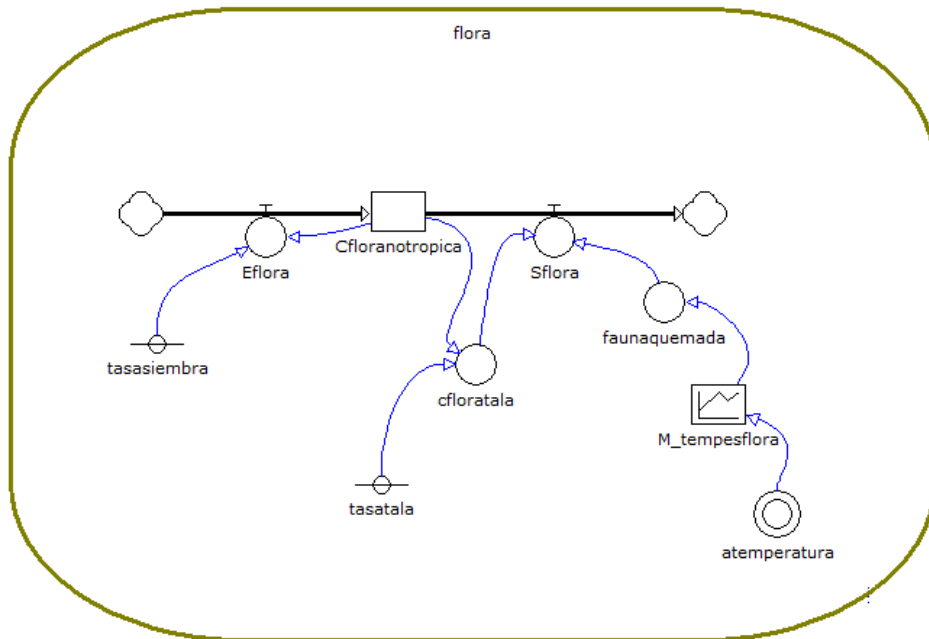 flora
Cfloranotropica
Eflora
Sflora
faunaquemada
tasasiembra
cfloratala
M_tempesflora
tasatala
atemperatura